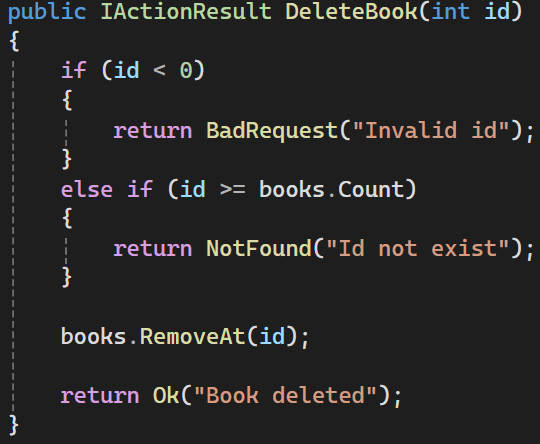 public IActionResult DeleteBook(int id)
{
    if (id < 0)
    {
        return BadRequest("Invalid id");
    }
    else if (id >= books.Count)
    {
        return NotFound("Id not exist");
    }

    books.RemoveAt(id);

    return Ok("Book deleted");
}